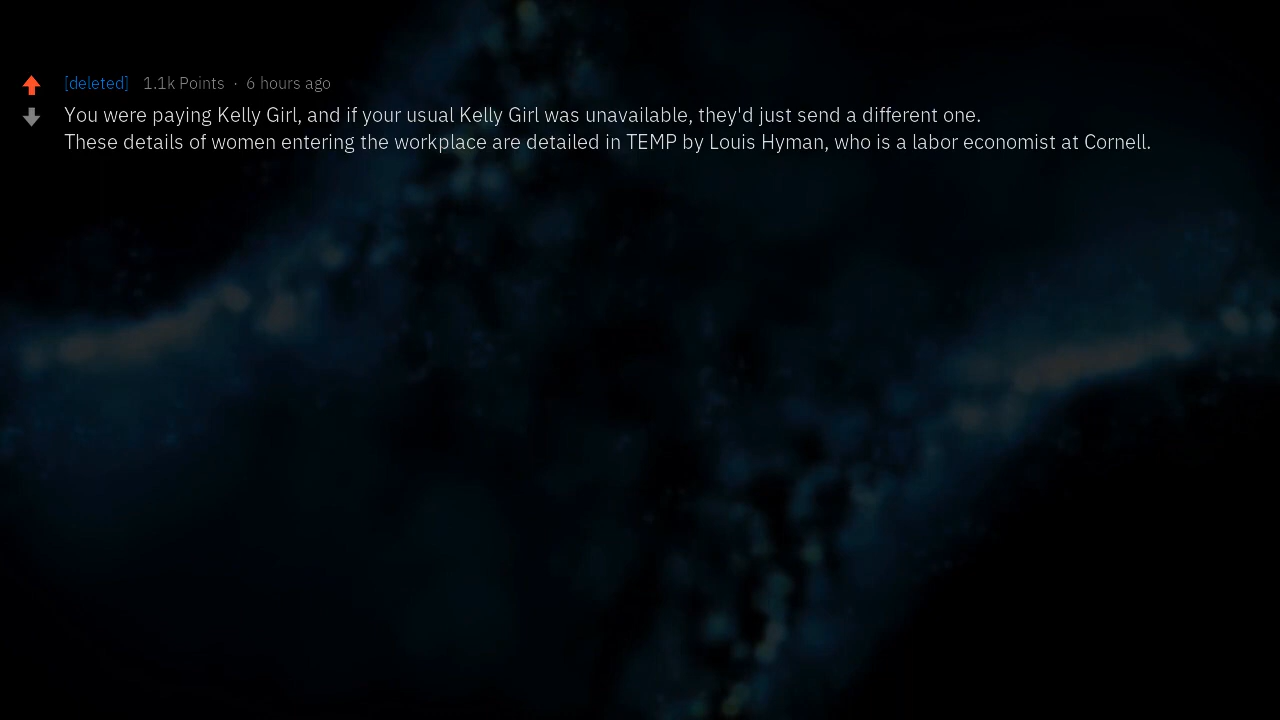 [deleted] 1.1k Points · 6 hours ago
You were paying Kelly Girl, and if your usual Kelly Girl was unavailable, they'd just send a different one.
These details of women entering the workplace are detailed in TEMP by Louis Hyman, who is a labor economist at Cornell.